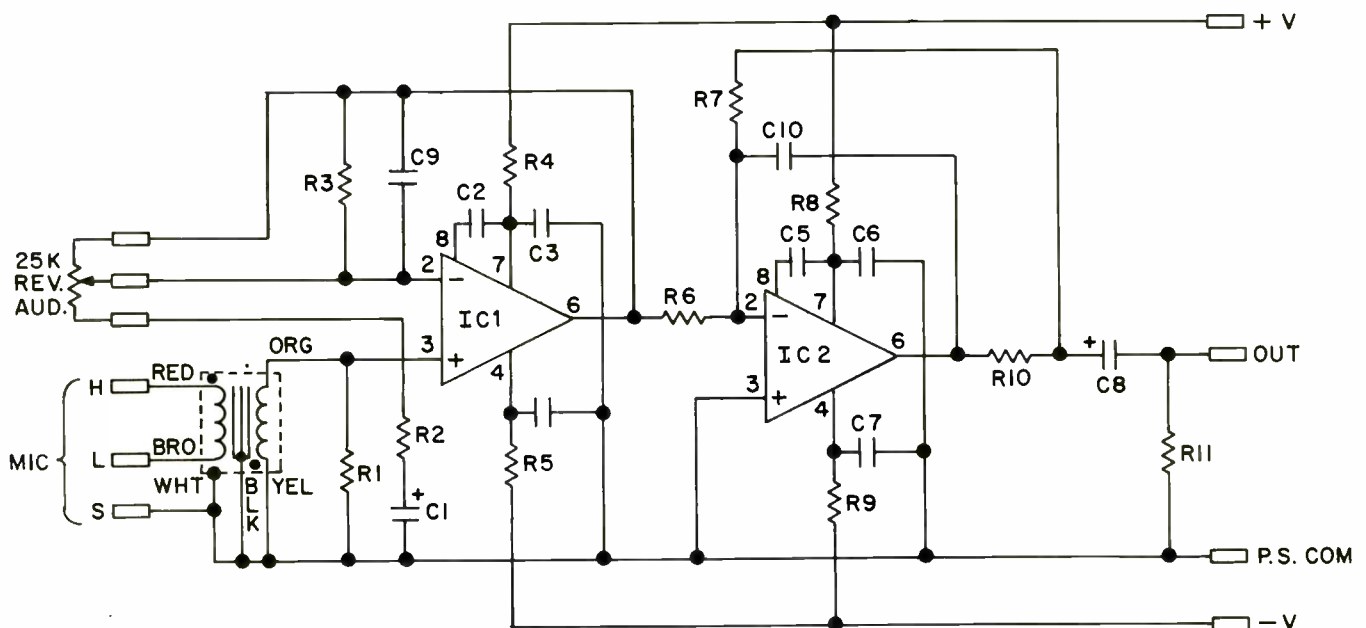 + V
R7
C10
C9
R4
R3
C2
R8
8
C3
C5
C6
25K
REV.
AUD.
2
−
7
IC1
6
R6
8
2
−
7
IC2
6
3
+
4
ORG
3
+
4
R10
+
C8
OUT
H
RED
MIC
L
BRO
S
WHT
BLK
YEL
R1
R2
+
C1
R5
C7
R9
R11
P.S. COM
− V